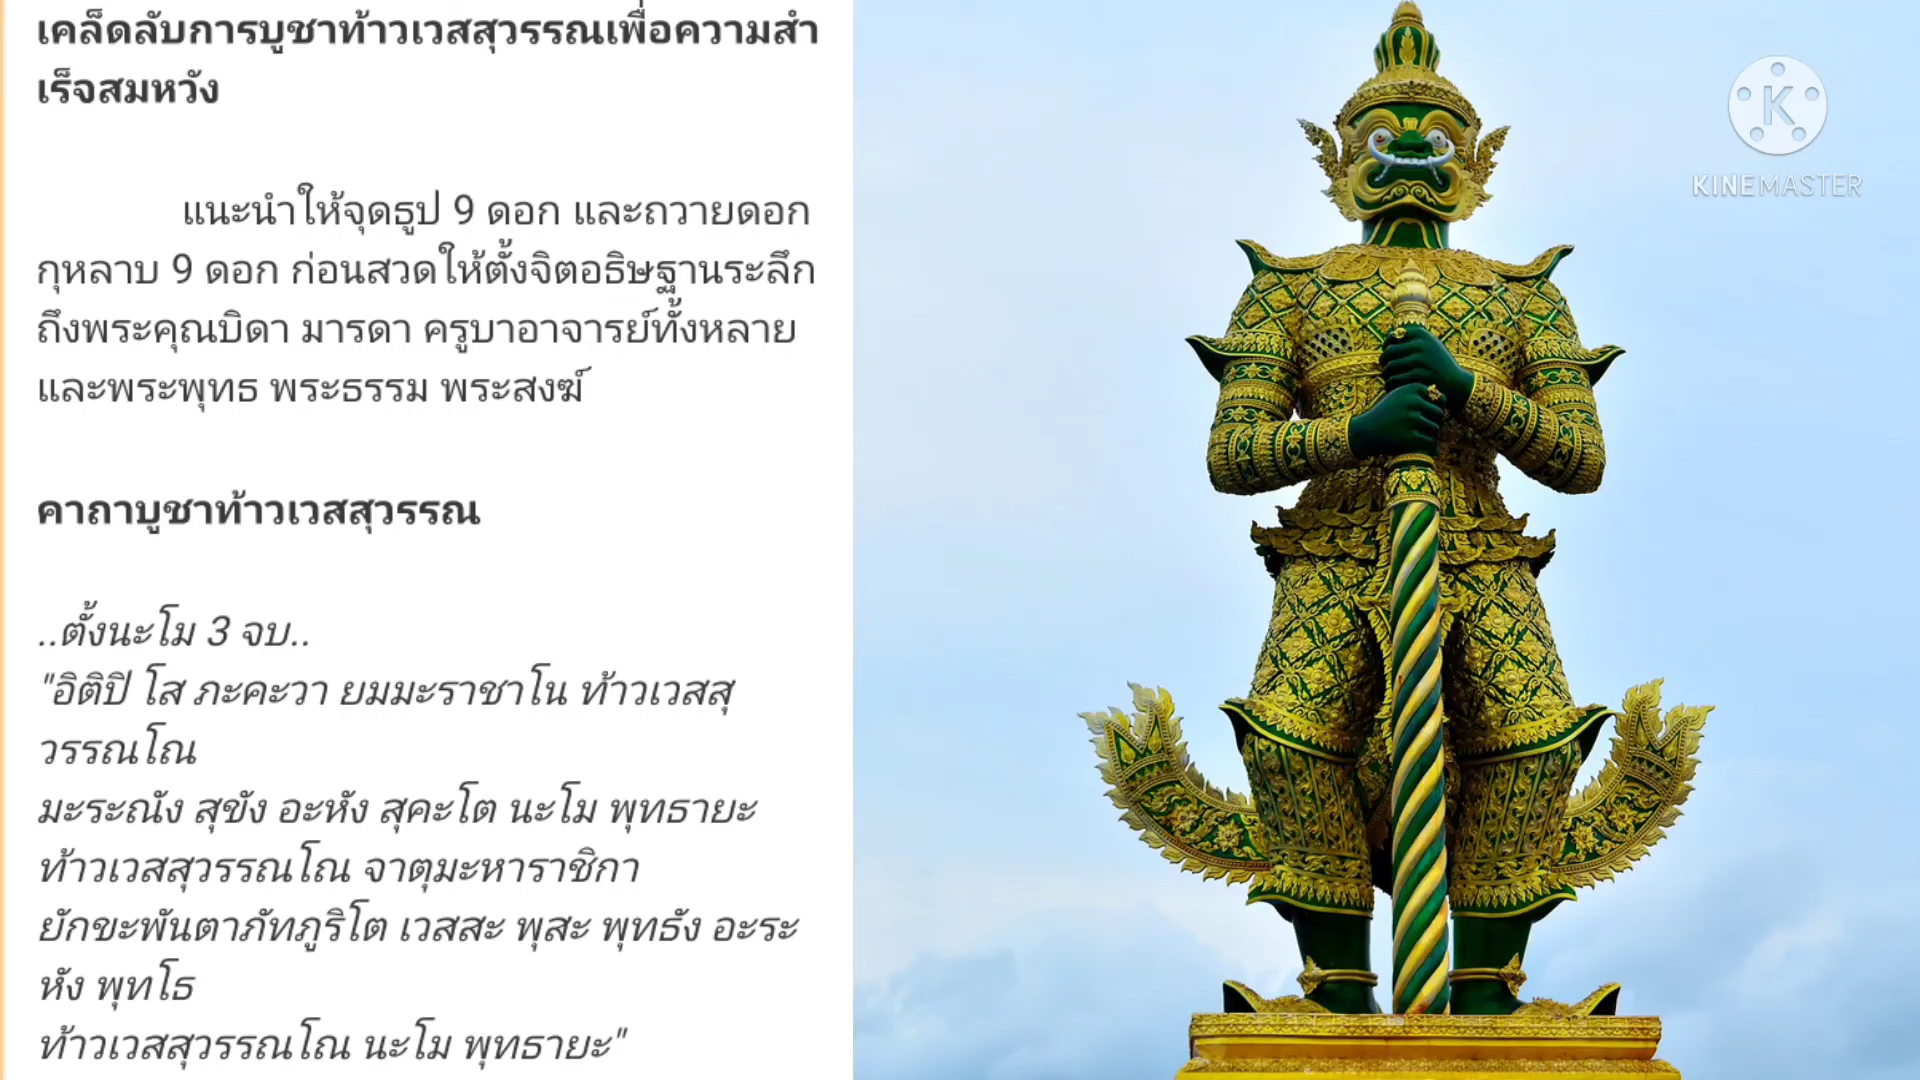 เคล็ดลับการบูชาท้าวเวสสุวรรณเพื่อความสำ
เร็จสมหวัง
แนะนำให้จุดธูป 9 ดอก และถวายดอก
กุหลาบ 9 ดอก ก่อนสวดให้ตั้งจิตอธิษฐานระลึก
ถึงพระคุณบิดา มารดา ครูบาอาจารย์ทั้งหลาย
และพระพุทธ พระธรรม พระสงฆ์
คาถาบูชาท้าวเวสสุวรรณ
..ตั้งนะโม 3 จบ..
"อิติปิ โส ภะคะวา ยมมะราชาโน ท้าวเวสสุ
วรรณโณ
มะระณัง สุขัง อะหัง สุคะโต นะโม พุทธายะ
ท้าวเวสสุวรรณโณ จาตุมะหาราชิกา
ยักขะพันตาภัทภูริโต เวสสะ พุสะ พุทธัง อะระ
หัง พุทโธ
ท้าวเวสสุวรรณโณ นะโม พุทธายะ"
K
KINEMASTER